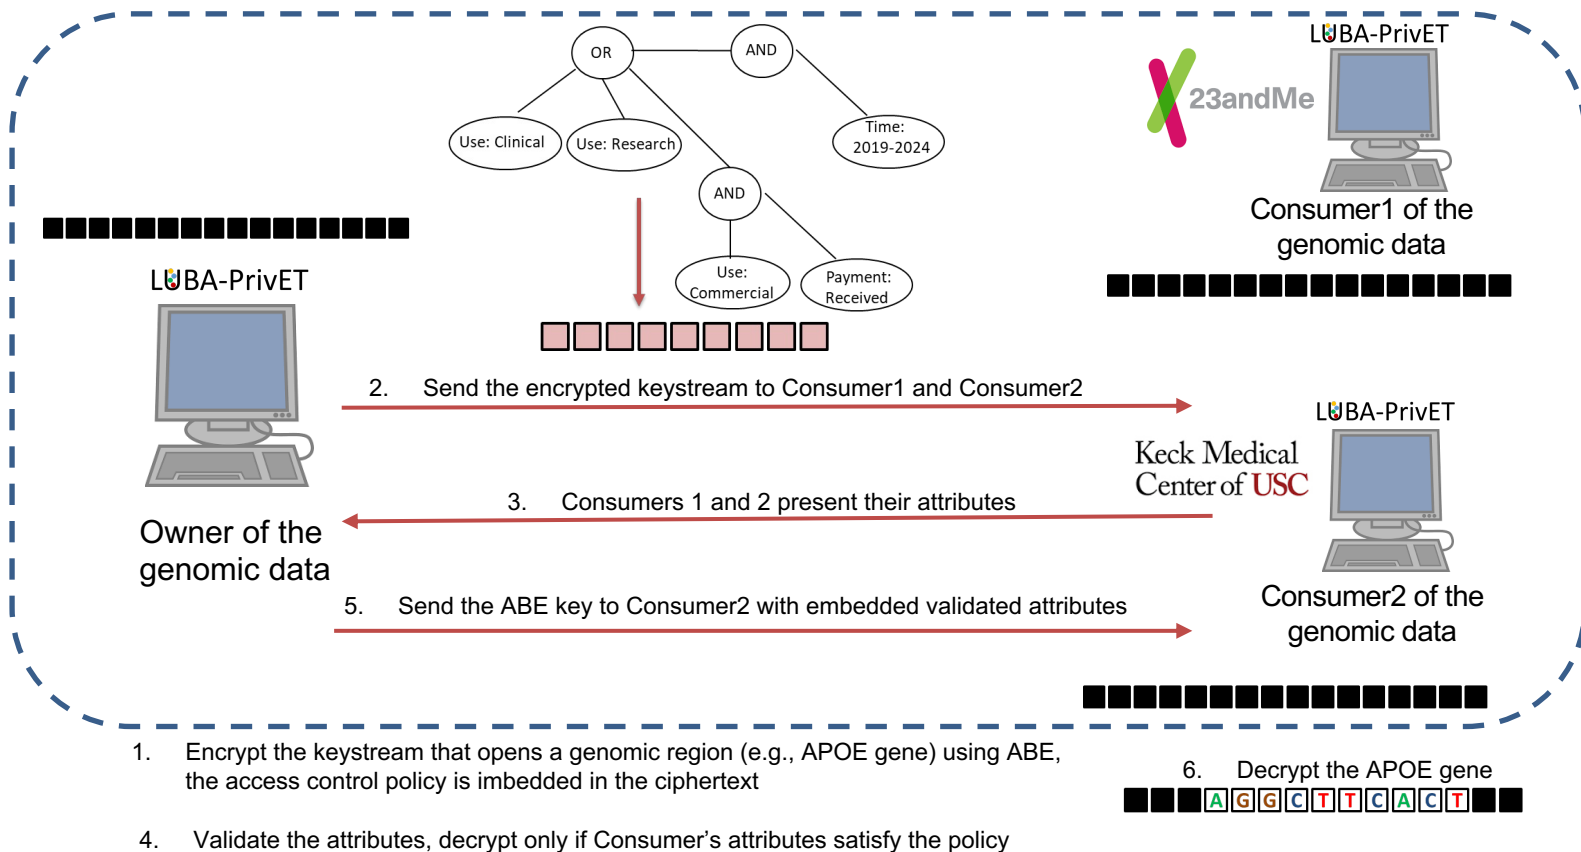 OR
AND
Use: Clinical
Use: Research
Time:
2019-2024
AND
Use:
Commercial
Payment:
Received
LUBA-PrivET
23andMe
Consumer1 of the
genomic data
LUBA-PrivET
Owner of the
genomic data
2. Send the encrypted keystream to Consumer1 and Consumer2
3. Consumers 1 and 2 present their attributes
5. Send the ABE key to Consumer2 with embedded validated attributes
LUBA-PrivET
Keck Medical
Center of USC
Consumer2 of the
genomic data
1. Encrypt the keystream that opens a genomic region (e.g., APOE gene) using ABE,
the access control policy is imbedded in the ciphertext
4. Validate the attributes, decrypt only if Consumer's attributes satisfy the policy
6. Decrypt the APOE gene
A G G C T T C A C T